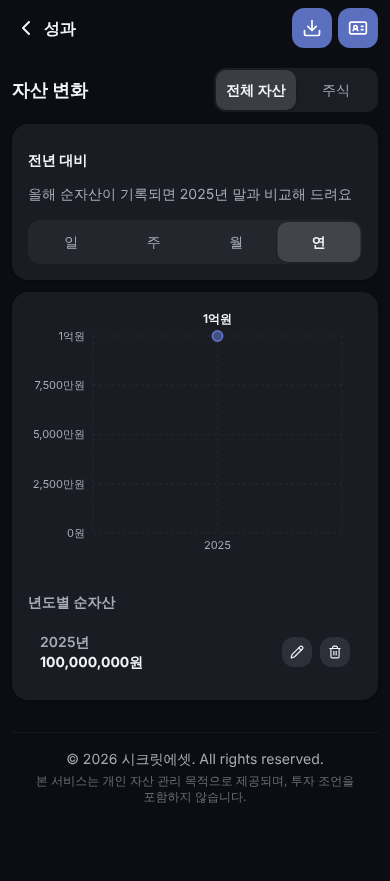 성과
자산 변화
전체 자산
주식
전년 대비
올해 순자산이 기록되면 2025년 말과 비교해 드려요
일
주
월
연
1억원
1억원
7,500만원
5,000만원
2,500만원
0원
2025
년도별 순자산
2025년
100,000,000원
© 2026 시크릿에셋. All rights reserved.
본 서비스는 개인 자산 관리 목적으로 제공되며, 투자 조언을
포함하지 않습니다.